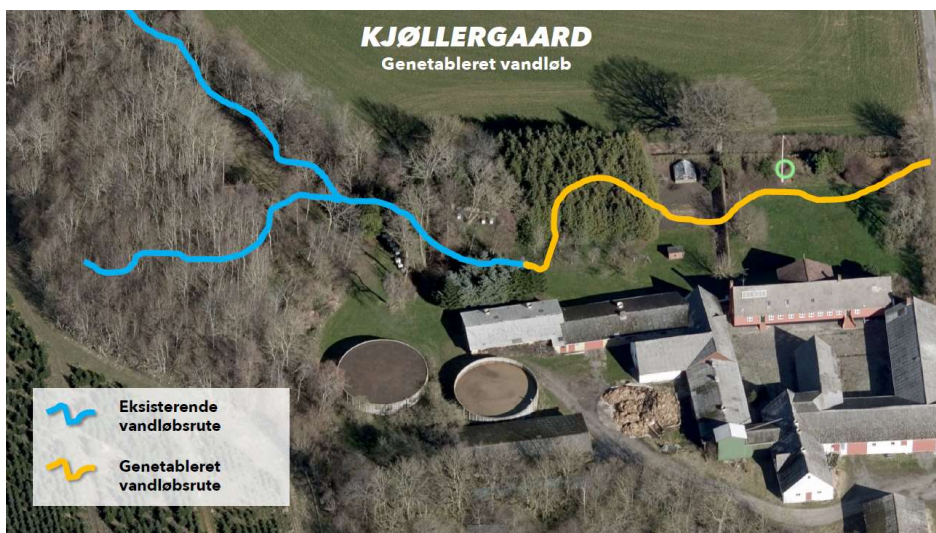 KJØLLERGAARD
Genetableret vandløb
Eksisterende
vandløbsrute
Genetableret
vandløbsrute